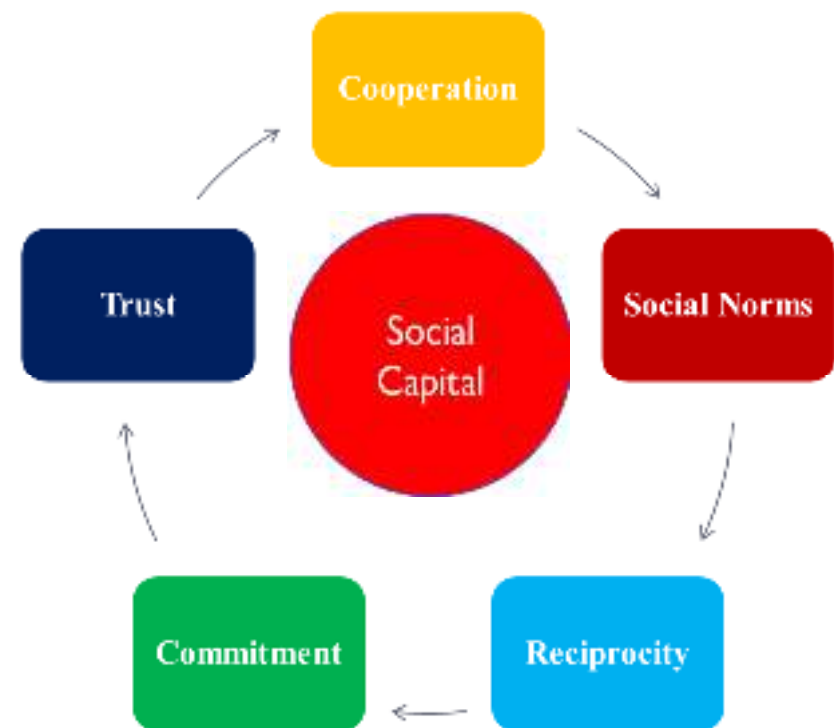 Cooperation
Social Norms
Reciprocity
Commitment
Trust
Social
Capital